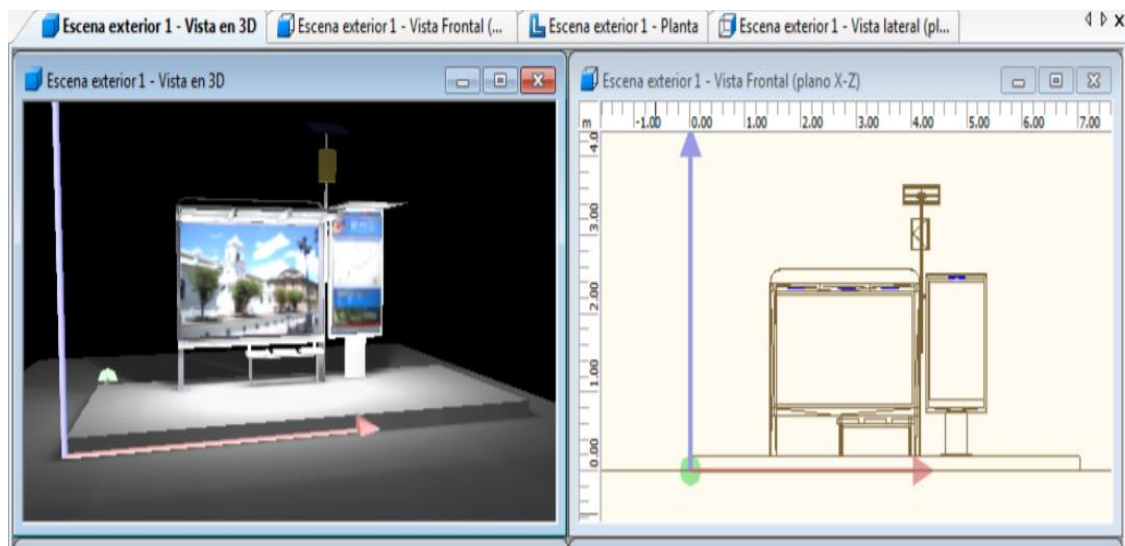 Escena exterior 1 - Vista en 3D
Escena exterior 1 - Vista Frontal (...
Escena exterior 1 - Planta
Escena exterior 1 - Vista lateral (pl...
X
Escena exterior 1 - Vista en 3D
Escena exterior 1 - Vista Frontal (plano X-Z)
m
-1.00 0.00 1.00 2.00 3.00 4.00 5.00 6.00 7.00
4.0
3.00
2.00
1.00
0.00